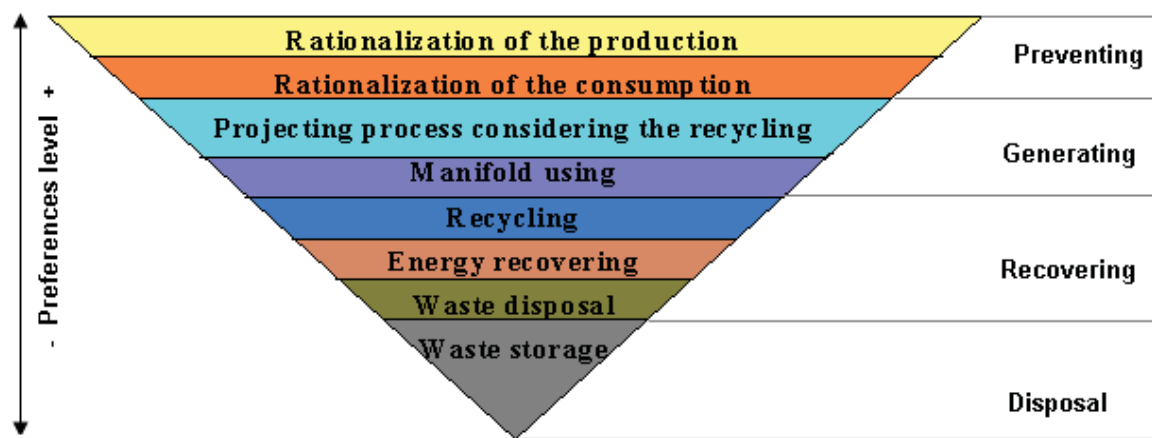 Rationalization of the production
Rationalization of the consumption
Projecting process considering the recycling
Manifold using
Recycling
Energy recovering
Waste disposal
Waste storage
Preventing
Generating
Recovering
Disposal
- Preferences level +